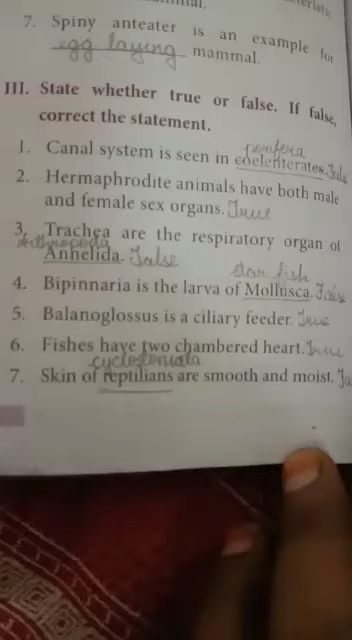 7. Spiny anteater is an example for
egg laying mammal.
III. State whether true or false. If false,
correct the statement.
porifera
1. Canal system is seen in coelenterates. False
2. Hermaphrodite animals have both male
and female sex organs. True
3. Trachea are the respiratory organ of
Arthropoda
Annelida. False
star fish
4. Bipinnaria is the larva of Mollusca. False
5. Balanoglossus is a ciliary feeder. True
6. Fishes have two chambered heart. True
cyclostomata
7. Skin of reptilians are smooth and moist.